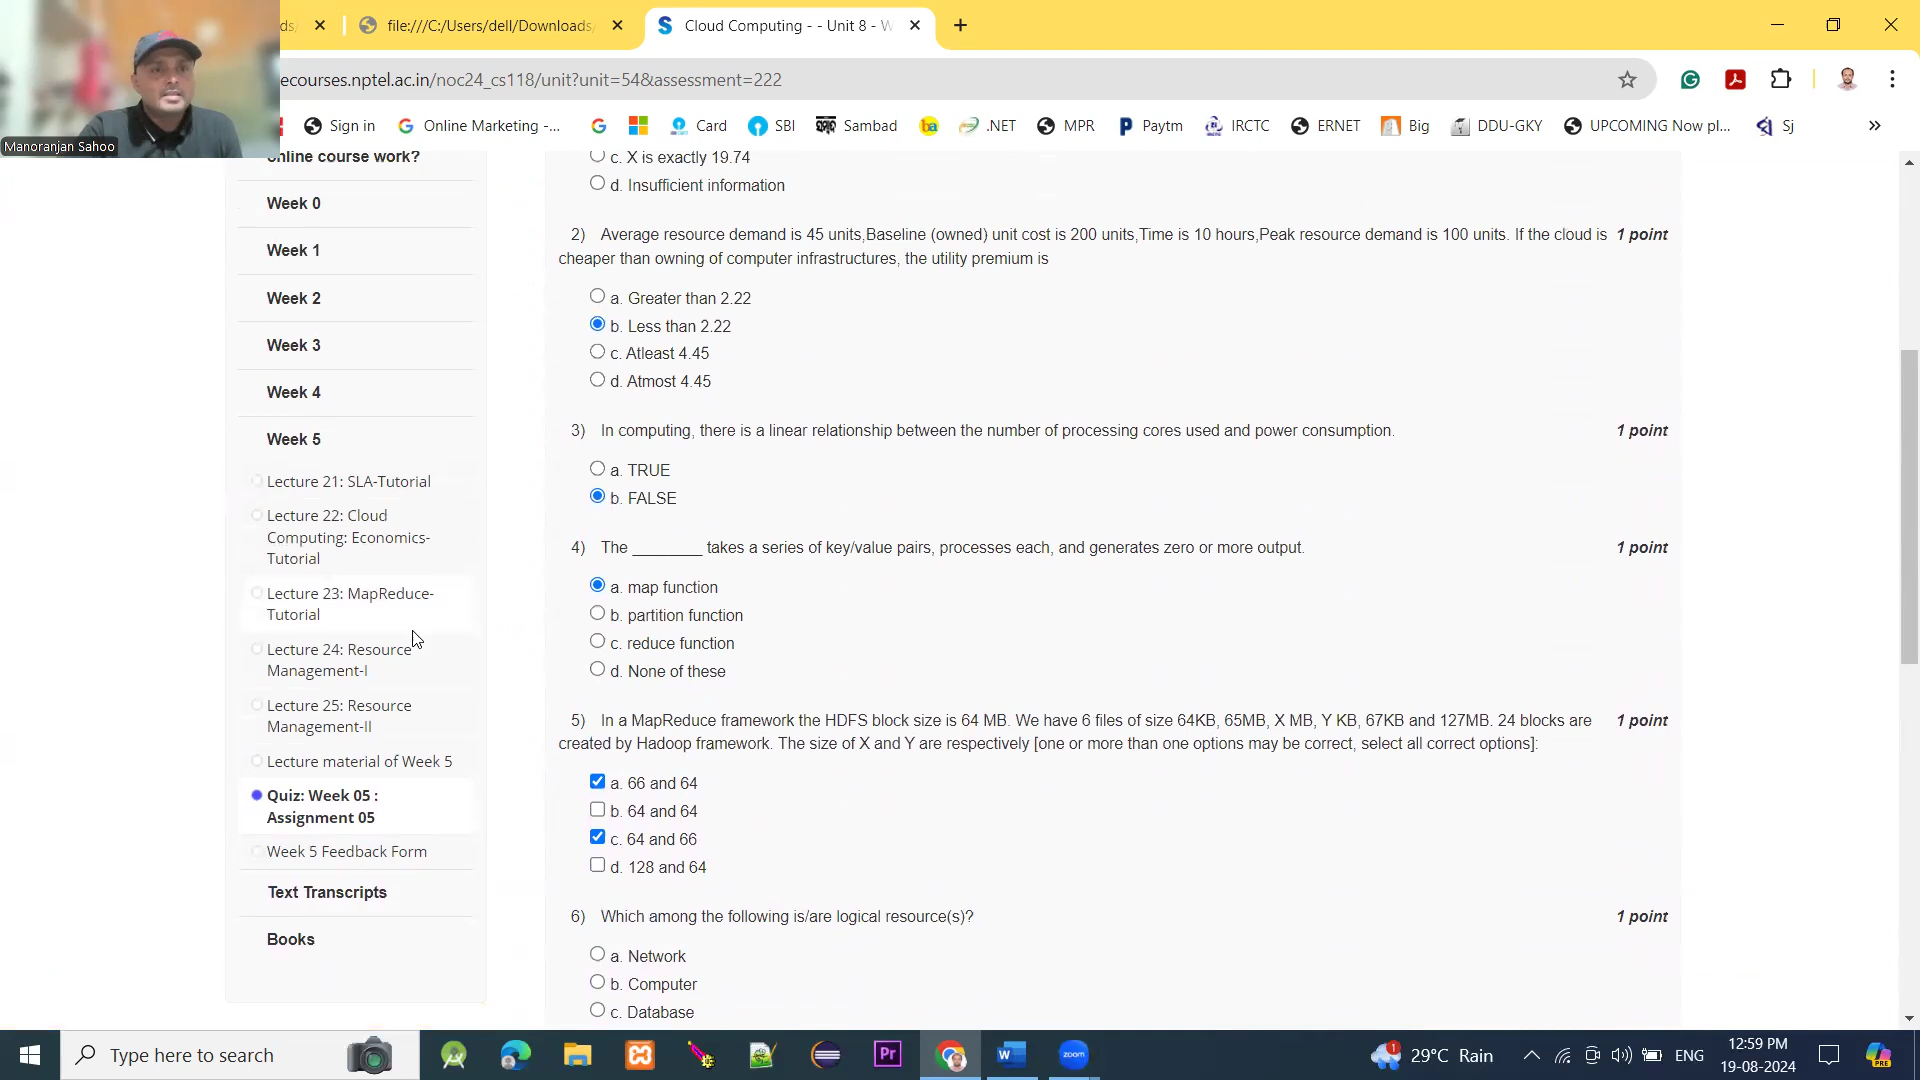 ds/
file:///C:/Users/dell/Downloads/
Cloud Computing - - Unit 8 - W
ecourses.nptel.ac.in/noc24_cs118/unit?unit=54&assessment=222
Sign in
Online Marketing -...
Card
SBI
Sambad
ba
.NET
MPR
Paytm
IRCTC
ERNET
Big
DDU-GKY
UPCOMING Now pl...
Sj
Manoranjan Sahoo
online course work?
Week 0
Week 1
Week 2
Week 3
Week 4
Week 5
Lecture 21: SLA-Tutorial
Lecture 22: Cloud
Computing: Economics-
Tutorial
Lecture 23: MapReduce-
Tutorial
Lecture 24: Resource
Management-I
Lecture 25: Resource
Management-II
Lecture material of Week 5
Quiz: Week 05 :
Assignment 05
Week 5 Feedback Form
Text Transcripts
Books
c. X is exactly 19.74
d. Insufficient information
2) Average resource demand is 45 units,Baseline (owned) unit cost is 200 units,Time is 10 hours,Peak resource demand is 100 units. If the cloud is 1 point
cheaper than owning of computer infrastructures, the utility premium is
a. Greater than 2.22
b. Less than 2.22
c. Atleast 4.45
d. Atmost 4.45
3) In computing, there is a linear relationship between the number of processing cores used and power consumption. 1 point
a. TRUE
b. FALSE
4) The ________ takes a series of key/value pairs, processes each, and generates zero or more output. 1 point
a. map function
b. partition function
c. reduce function
d. None of these
5) In a MapReduce framework the HDFS block size is 64 MB. We have 6 files of size 64KB, 65MB, X MB, Y KB, 67KB and 127MB. 24 blocks are 1 point
created by Hadoop framework. The size of X and Y are respectively [one or more than one options may be correct, select all correct options]:
a. 66 and 64
b. 64 and 64
c. 64 and 66
d. 128 and 64
6) Which among the following is/are logical resource(s)? 1 point
a. Network
b. Computer
c. Database
Type here to search
Pr
zoom
1
29°C Rain
ENG
12:59 PM
19-08-2024
PRE